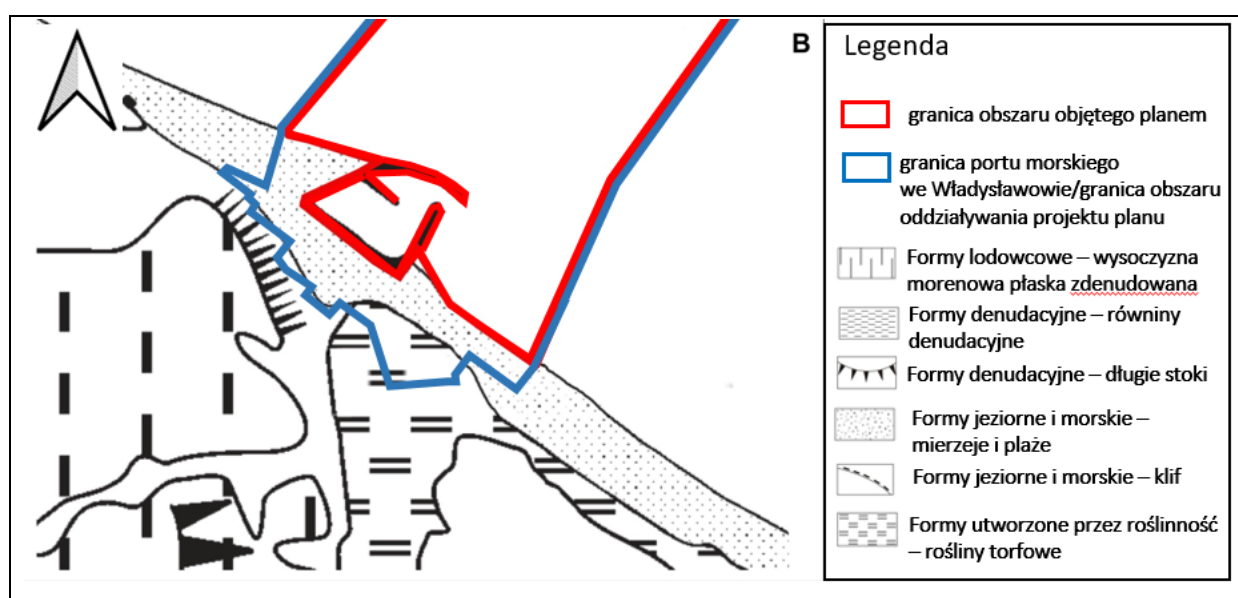 B
Legenda
granica obszaru objętego planem
granica portu morskiego
we Władysławowie/granica obszaru
oddziaływania projektu planu
Formy lodowcowe – wysoczyzna
morenowa płaska zdenudowana
Formy denudacyjne – równiny
denudacyjne
Formy denudacyjne – długie stoki
Formy jeziorne i morskie –
mierzeje i plaże
Formy jeziorne i morskie – klif
Formy utworzone przez roślinność
– rośliny torfowe